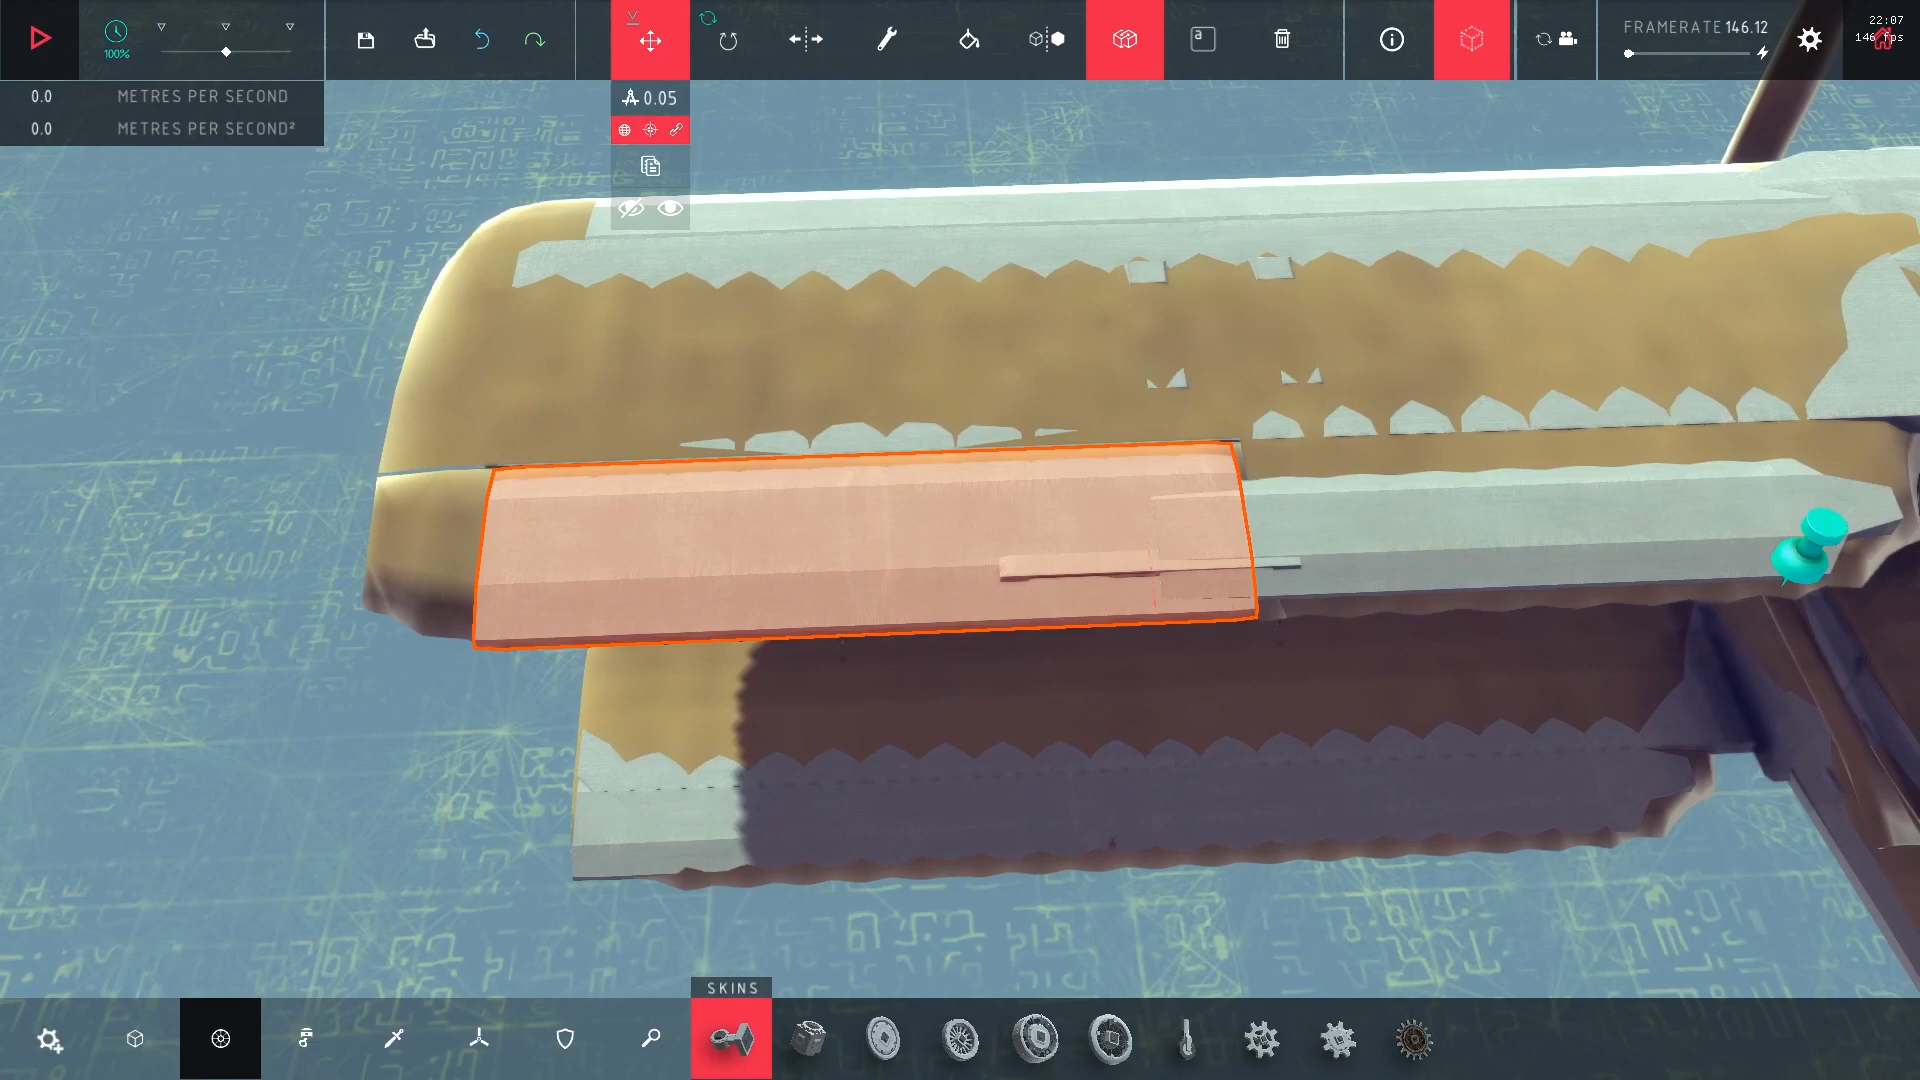 100%
FRAMERATE 146.12
22:07
146 fps
0.0 METRES PER SECOND
0.0 METRES PER SECOND²
0.05
a
SKINS